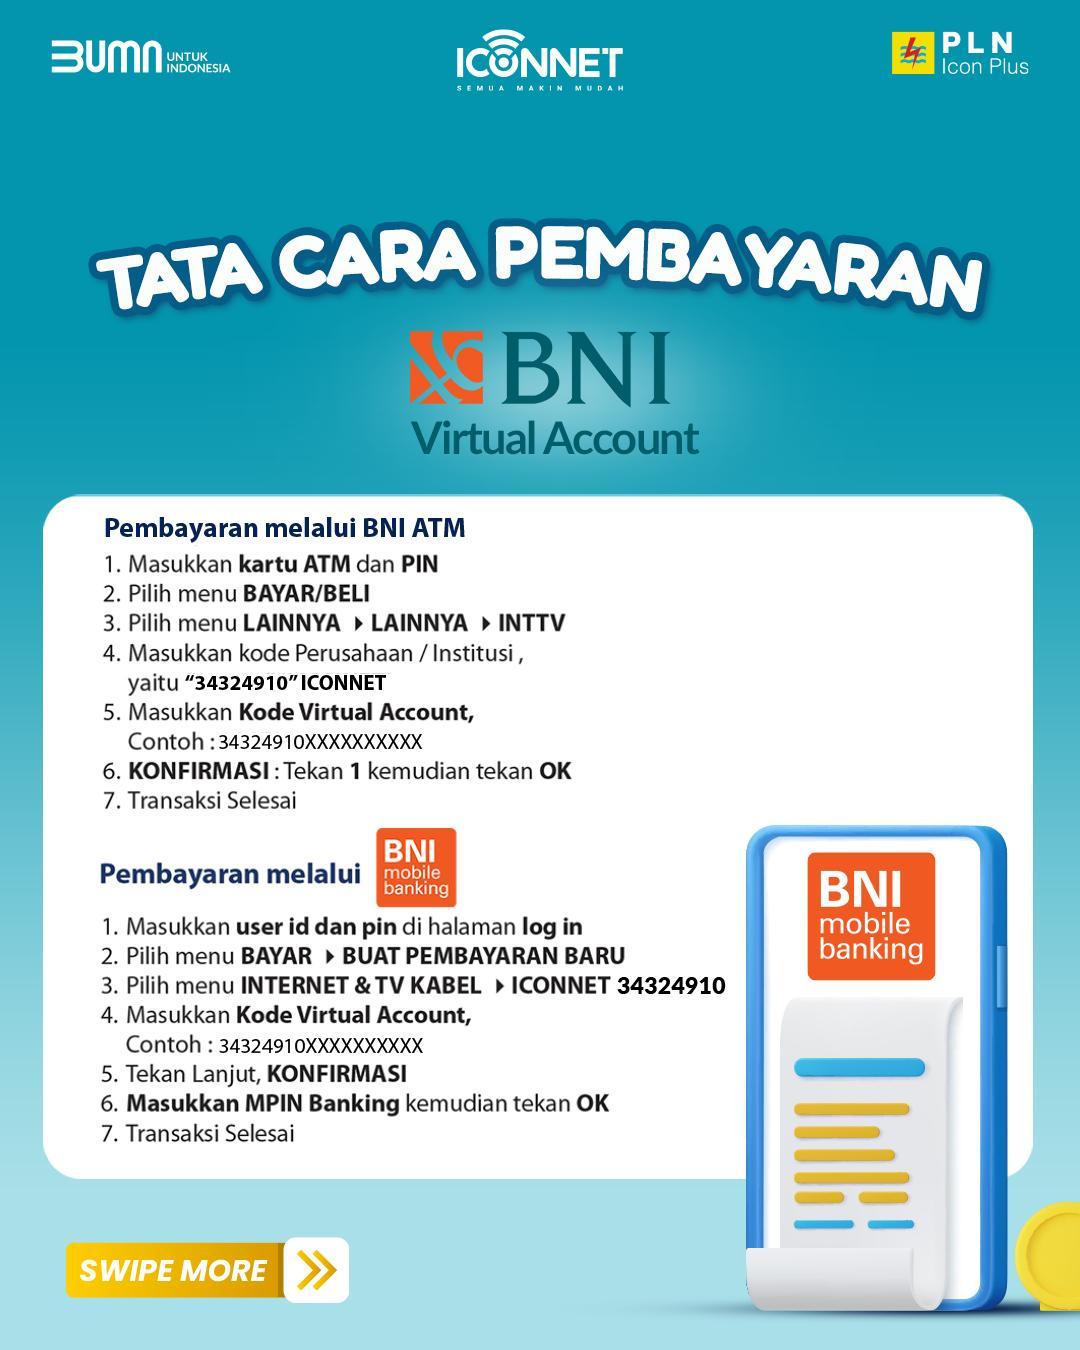 BUMN UNTUK
INDONESIA
ICONNET
SEMUA MAKIN MUDAH
PLN
Icon Plus
TATA CARA PEMBAYARAN
BNI
Virtual Account
Pembayaran melalui BNI ATM
1. Masukkan kartu ATM dan PIN
2. Pilih menu BAYAR/BELI
3. Pilih menu LAINNYA ▸ LAINNYA ▸ INTTV
4. Masukkan kode Perusahaan / Institusi ,
yaitu “34324910” ICONNET
5. Masukkan Kode Virtual Account,
Contoh : 34324910XXXXXXXXXX
6. KONFIRMASI : Tekan 1 kemudian tekan OK
7. Transaksi Selesai
Pembayaran melalui
BNI
mobile
banking
1. Masukkan user id dan pin di halaman log in
2. Pilih menu BAYAR ▸ BUAT PEMBAYARAN BARU
3. Pilih menu INTERNET & TV KABEL ▸ ICONNET 34324910
4. Masukkan Kode Virtual Account,
Contoh : 34324910XXXXXXXXXX
5. Tekan Lanjut, KONFIRMASI
6. Masukkan MPIN Banking kemudian tekan OK
7. Transaksi Selesai
BNI
mobile
banking
SWIPE MORE